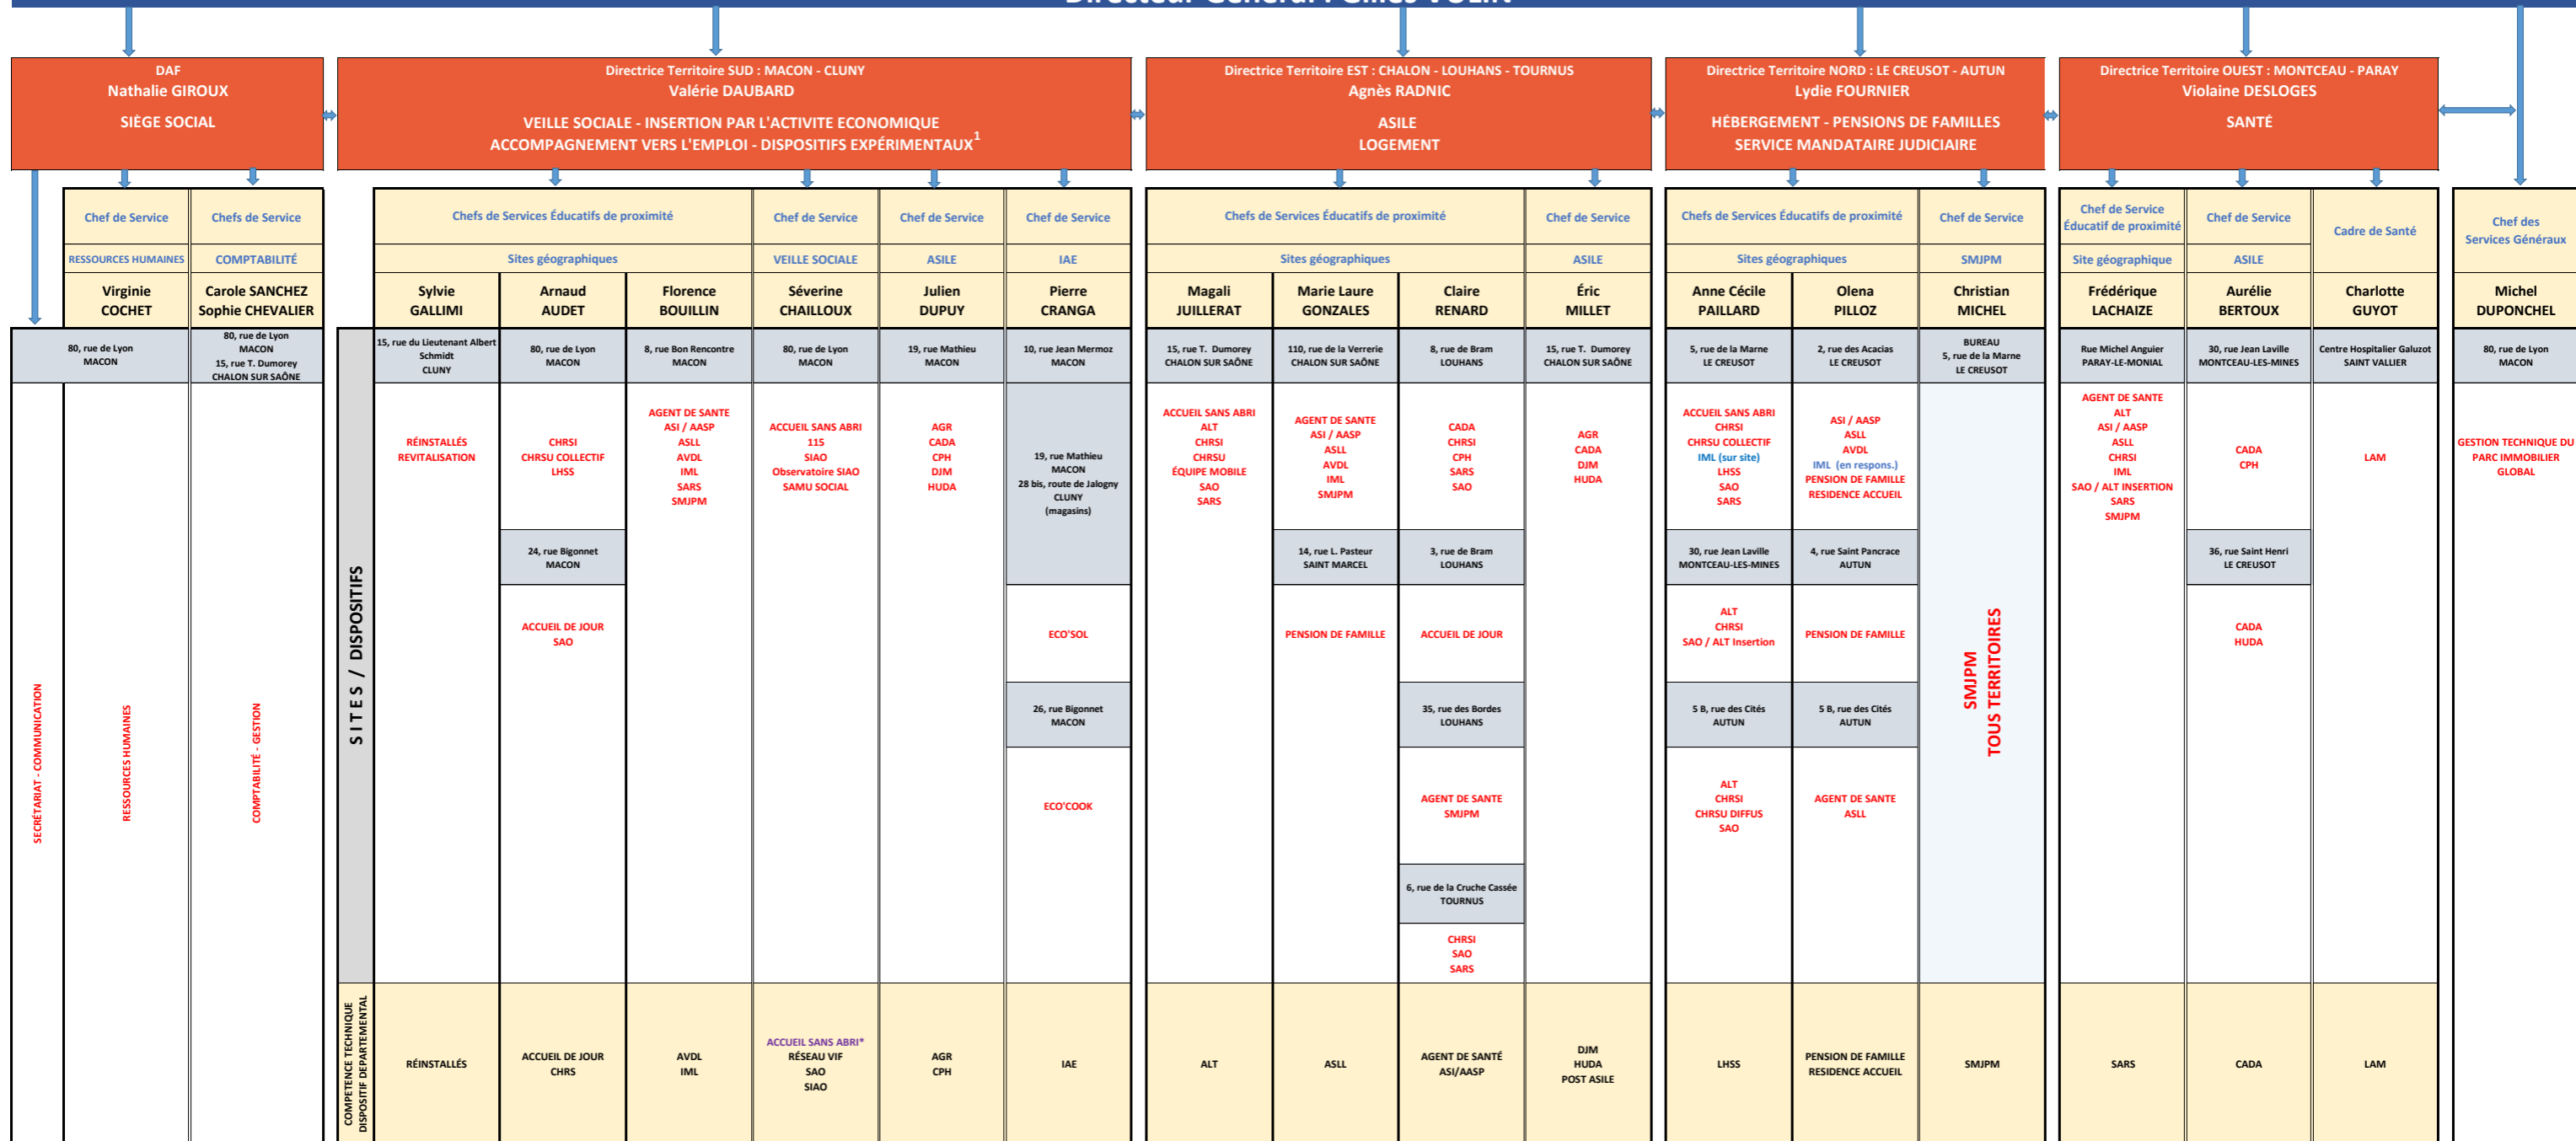 Directeur Général : Gilles VOLIN
DAF
Nathalie GIROUX
SIÈGE SOCIAL
Directrice Territoire SUD : MACON - CLUNY
Valérie DAUBARD
VEILLE SOCIALE - INSERTION PAR L'ACTIVITE ECONOMIQUE
ACCOMPAGNEMENT VERS L'EMPLOI - DISPOSITIFS EXPÉRIMENTAUX1
Directrice Territoire EST : CHALON - LOUHANS - TOURNUS
Agnès RADNIC
ASILE
LOGEMENT
Directrice Territoire NORD : LE CREUSOT - AUTUN
Lydie FOURNIER
HÉBERGEMENT - PENSIONS DE FAMILLES
SERVICE MANDATAIRE JUDICIAIRE
Directrice Territoire OUEST : MONTCEAU - PARAY
Violaine DESLOGES
SANTÉ
Chef de Service
RESSOURCES HUMAINES
Virginie
COCHET
Chefs de Service
COMPTABILITÉ
Carole SANCHEZ
Sophie CHEVALIER
80, rue de Lyon
MACON
80, rue de Lyon
MACON
15, rue T. Dumorey
CHALON SUR SAÔNE
SECRÉTARIAT - COMMUNICATION
RESSOURCES HUMAINES
COMPTABILITÉ - GESTION
SITES / DISPOSITIFS
COMPETENCE TECHNIQUE
DISPOSITIF DEPARTEMENTAL
Chefs de Services Éducatifs de proximité
Sites géographiques
Sylvie
GALLIMI
15, rue du Lieutenant Albert
Schmidt
CLUNY
RÉINSTALLÉS
REVITALISATION
RÉINSTALLÉS
Arnaud
AUDET
80, rue de Lyon
MACON
CHRSI
CHRSU COLLECTIF
LHSS
24, rue Bigonnet
MACON
ACCUEIL DE JOUR
SAO
ACCUEIL DE JOUR
CHRS
Florence
BOUILLIN
8, rue Bon Rencontre
MACON
AGENT DE SANTE
ASI / AASP
ASLL
AVDL
IML
SARS
SMJPM
AVDL
IML
Chef de Service
VEILLE SOCIALE
Séverine
CHAILLOUX
80, rue de Lyon
MACON
ACCUEIL SANS ABRI
115
SIAO
Observatoire SIAO
SAMU SOCIAL
ACCUEIL SANS ABRI*
RÉSEAU VIF
SAO
SIAO
Chef de Service
ASILE
Julien
DUPUY
19, rue Mathieu
MACON
AGR
CADA
CPH
DJM
HUDA
AGR
CPH
Chef de Service
IAE
Pierre
CRANGA
10, rue Jean Mermoz
MACON
19, rue Mathieu
MACON
28 bis, route de Jalogny
CLUNY
(magasins)
ECO'SOL
26, rue Bigonnet
MACON
ECO'COOK
IAE
Chefs de Services Éducatifs de proximité
Sites géographiques
Magali
JUILLERAT
15, rue T. Dumorey
CHALON SUR SAÔNE
ACCUEIL SANS ABRI
ALT
CHRSI
CHRSU
ÉQUIPE MOBILE
SAO
SARS
ALT
Marie Laure
GONZALES
110, rue de la Verrerie
CHALON SUR SAÔNE
AGENT DE SANTE
ASI / AASP
ASLL
AVDL
IML
SMJPM
14, rue L. Pasteur
SAINT MARCEL
PENSION DE FAMILLE
ASLL
Claire
RENARD
8, rue de Bram
LOUHANS
CADA
CHRSI
CPH
SARS
SAO
3, rue de Bram
LOUHANS
ACCUEIL DE JOUR
35, rue des Bordes
LOUHANS
AGENT DE SANTE
SMJPM
6, rue de la Cruche Cassée
TOURNUS
CHRSI
SAO
SARS
AGENT DE SANTÉ
ASI/AASP
Chef de Service
ASILE
Éric
MILLET
15, rue T. Dumorey
CHALON SUR SAÔNE
AGR
CADA
DJM
HUDA
DJM
HUDA
POST ASILE
Chefs de Services Éducatifs de proximité
Sites géographiques
Anne Cécile
PAILLARD
5, rue de la Marne
LE CREUSOT
ACCUEIL SANS ABRI
CHRSI
CHRSU COLLECTIF
IML (sur site)
LHSS
SAO
SARS
30, rue Jean Laville
MONTCEAU-LES-MINES
ALT
CHRSI
SAO / ALT Insertion
5 B, rue des Cités
AUTUN
ALT
CHRSI
CHRSU DIFFUS
SAO
LHSS
Olena
PILLOZ
2, rue des Acacias
LE CREUSOT
ASI / AASP
ASLL
AVDL
IML (en respons.)
PENSION DE FAMILLE
RESIDENCE ACCUEIL
4, rue Saint Pancrace
AUTUN
PENSION DE FAMILLE
5 B, rue des Cités
AUTUN
AGENT DE SANTE
ASLL
PENSION DE FAMILLE
RESIDENCE ACCUEIL
Chef de Service
SMJPM
Christian
MICHEL
BUREAU
5, rue de la Marne
LE CREUSOT
SMJPM
TOUS TERRITOIRES
SMJPM
Chef de Service
Éducatif de proximité
Site géographique
Frédérique
LACHAIZE
Rue Michel Anguier
PARAY-LE-MONIAL
AGENT DE SANTE
ALT
ASI / AASP
ASLL
CHRSI
IML
SAO / ALT INSERTION
SARS
SMJPM
SARS
Chef de Service
ASILE
Aurélie
BERTOUX
30, rue Jean Laville
MONTCEAU-LES-MINES
CADA
CPH
36, rue Saint Henri
LE CREUSOT
CADA
HUDA
CADA
Cadre de Santé
Charlotte
GUYOT
Centre Hospitalier Galuzot
SAINT VALLIER
LAM
LAM
Chef des
Services Généraux
Michel
DUPONCHEL
80, rue de Lyon
MACON
GESTION TECHNIQUE DU
PARC IMMOBILIER
GLOBAL